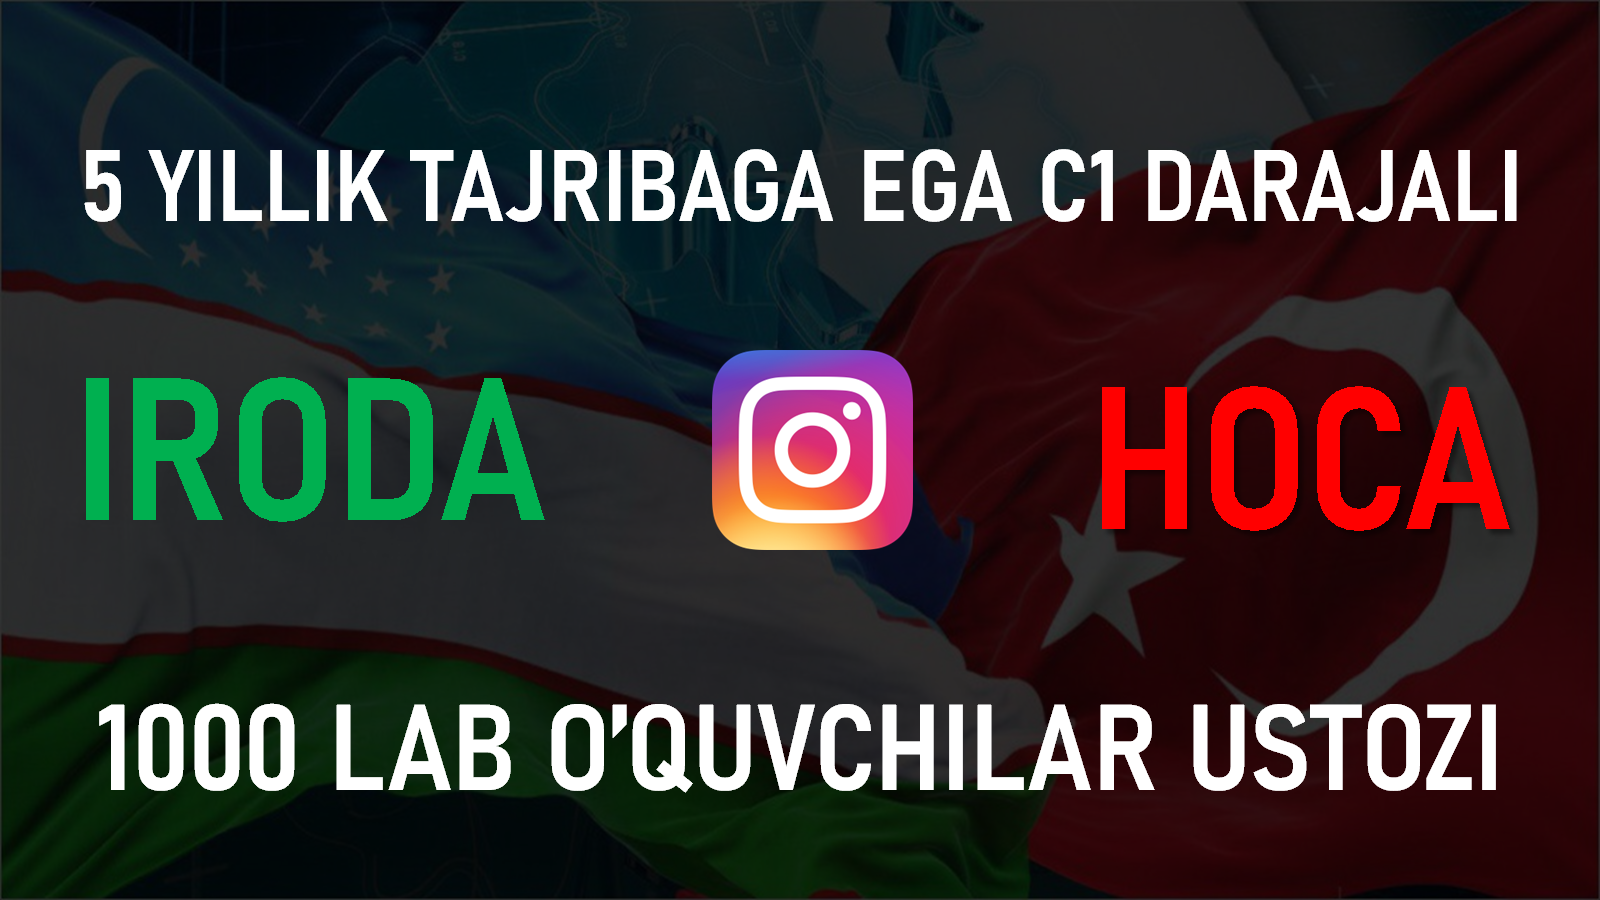 5 YILLIK TAJRIBAGA EGA C1 DARAJALI
IRODA HOCA
1000 LAB O’QUVCHILAR USTOZI